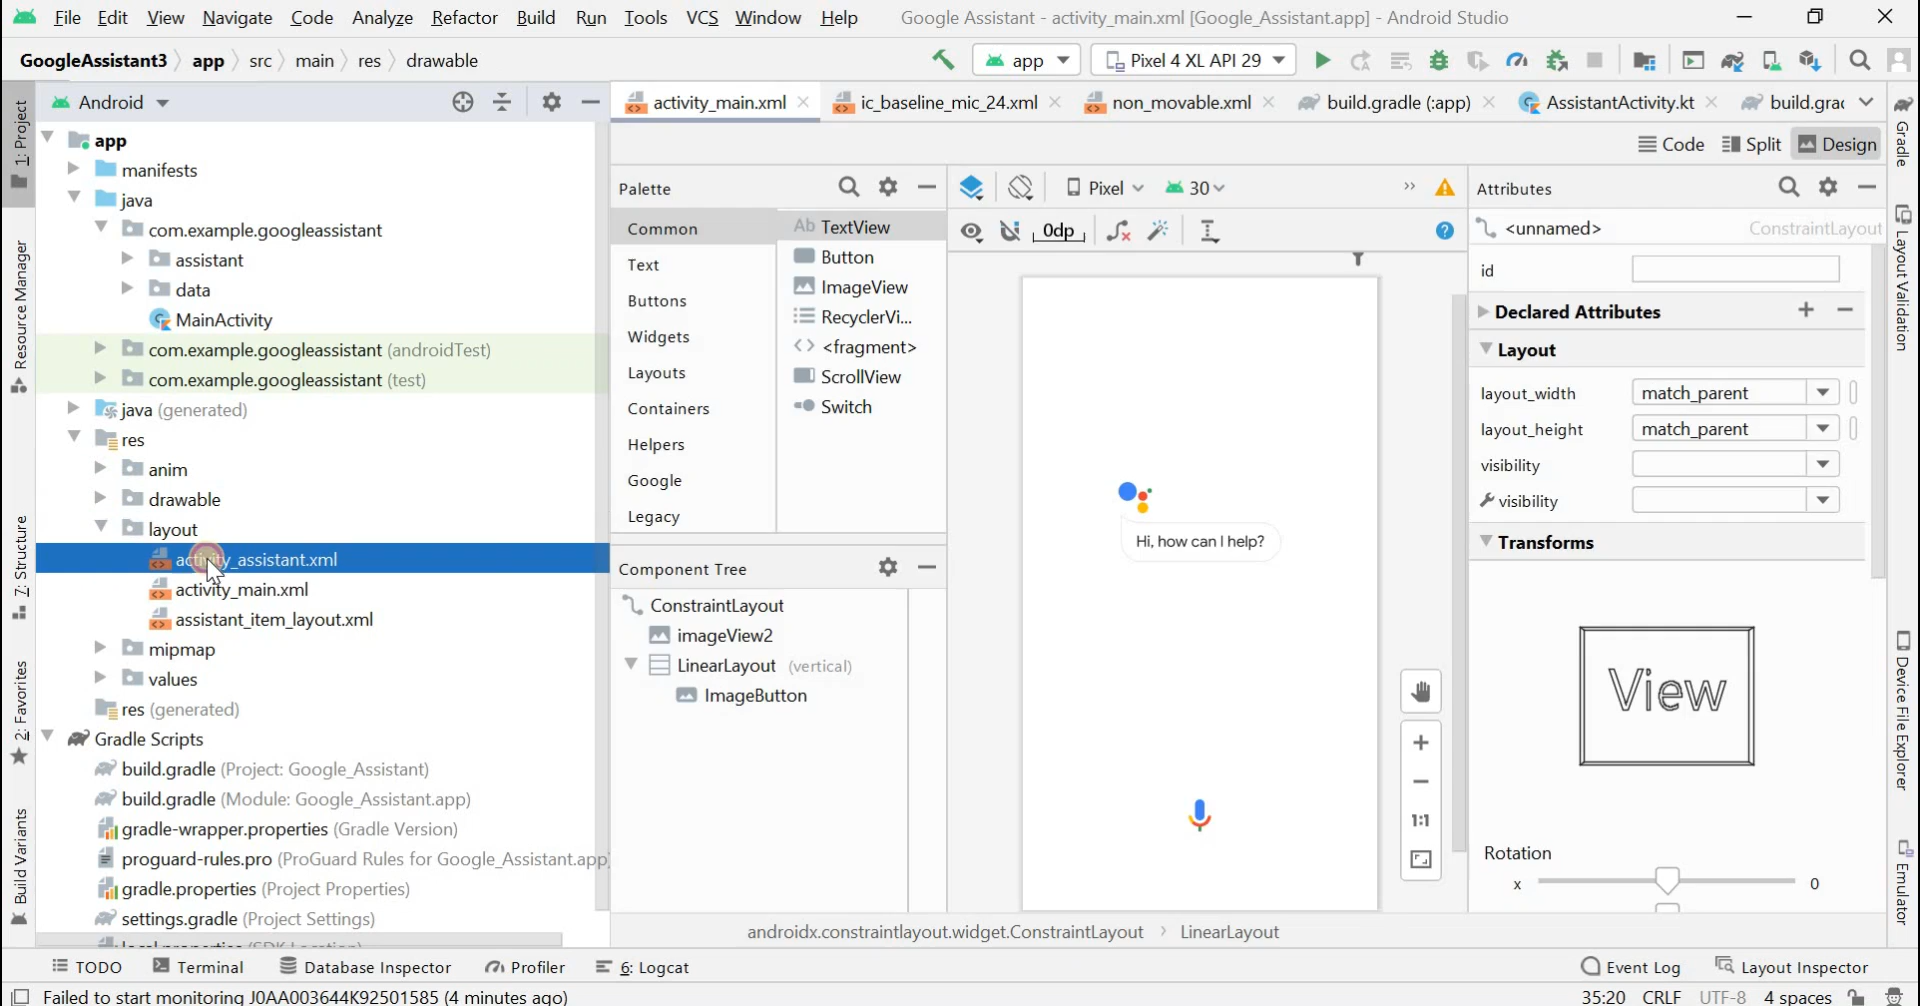 File Edit View Navigate Code Analyze Refactor Build Run Tools VCS Window Help Google Assistant - activity_main.xml [Google_Assistant.app] - Android Studio
GoogleAssistant3 app src main res drawable app Pixel 4 XL API 29
1: Project
Resource Manager
7: Structure
2: Favorites
Build Variants
Android
app
manifests
java
com.example.googleassistant
assistant
data
MainActivity
com.example.googleassistant (androidTest)
com.example.googleassistant (test)
java (generated)
res
anim
drawable
layout
activity_assistant.xml
activity_main.xml
assistant_item_layout.xml
mipmap
values
res (generated)
Gradle Scripts
build.gradle (Project: Google_Assistant)
build.gradle (Module: Google_Assistant.app)
gradle-wrapper.properties (Gradle Version)
proguard-rules.pro (ProGuard Rules for Google_Assistant.app)
gradle.properties (Project Properties)
settings.gradle (Project Settings)
activity_main.xml ic_baseline_mic_24.xml non_movable.xml build.gradle (:app) AssistantActivity.kt build.grad
Code Split Design
Palette
Common
Text
Buttons
Widgets
Layouts
Containers
Helpers
Google
Legacy
Ab TextView
Button
ImageView
RecyclerVi...
<fragment>
ScrollView
Switch
Component Tree
ConstraintLayout
imageView2
LinearLayout (vertical)
ImageButton
Pixel 30 »
0dp
Hi, how can I help?
1:1
androidx.constraintlayout.widget.ConstraintLayout LinearLayout
Attributes
<unnamed> ConstraintLayout
id
Declared Attributes
Layout
layout_width match_parent
layout_height match_parent
visibility
visibility
Transforms
View
Rotation
x 0
Gradle
Layout Validation
Device File Explorer
Emulator
TODO Terminal Database Inspector Profiler 6: Logcat Event Log Layout Inspector
Failed to start monitoring J0AA003644K92501585 (4 minutes ago) 35:20 CRLF UTF-8 4 spaces